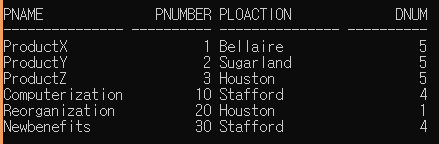 PNAME PNUMBER PLOACTION DNUM
--------------- ---------- --------------- ----------
ProductX 1 Bellaire 5
ProductY 2 Sugarland 5
ProductZ 3 Houston 5
Computerization 10 Stafford 4
Reorganization 20 Houston 1
Newbenefits 30 Stafford 4